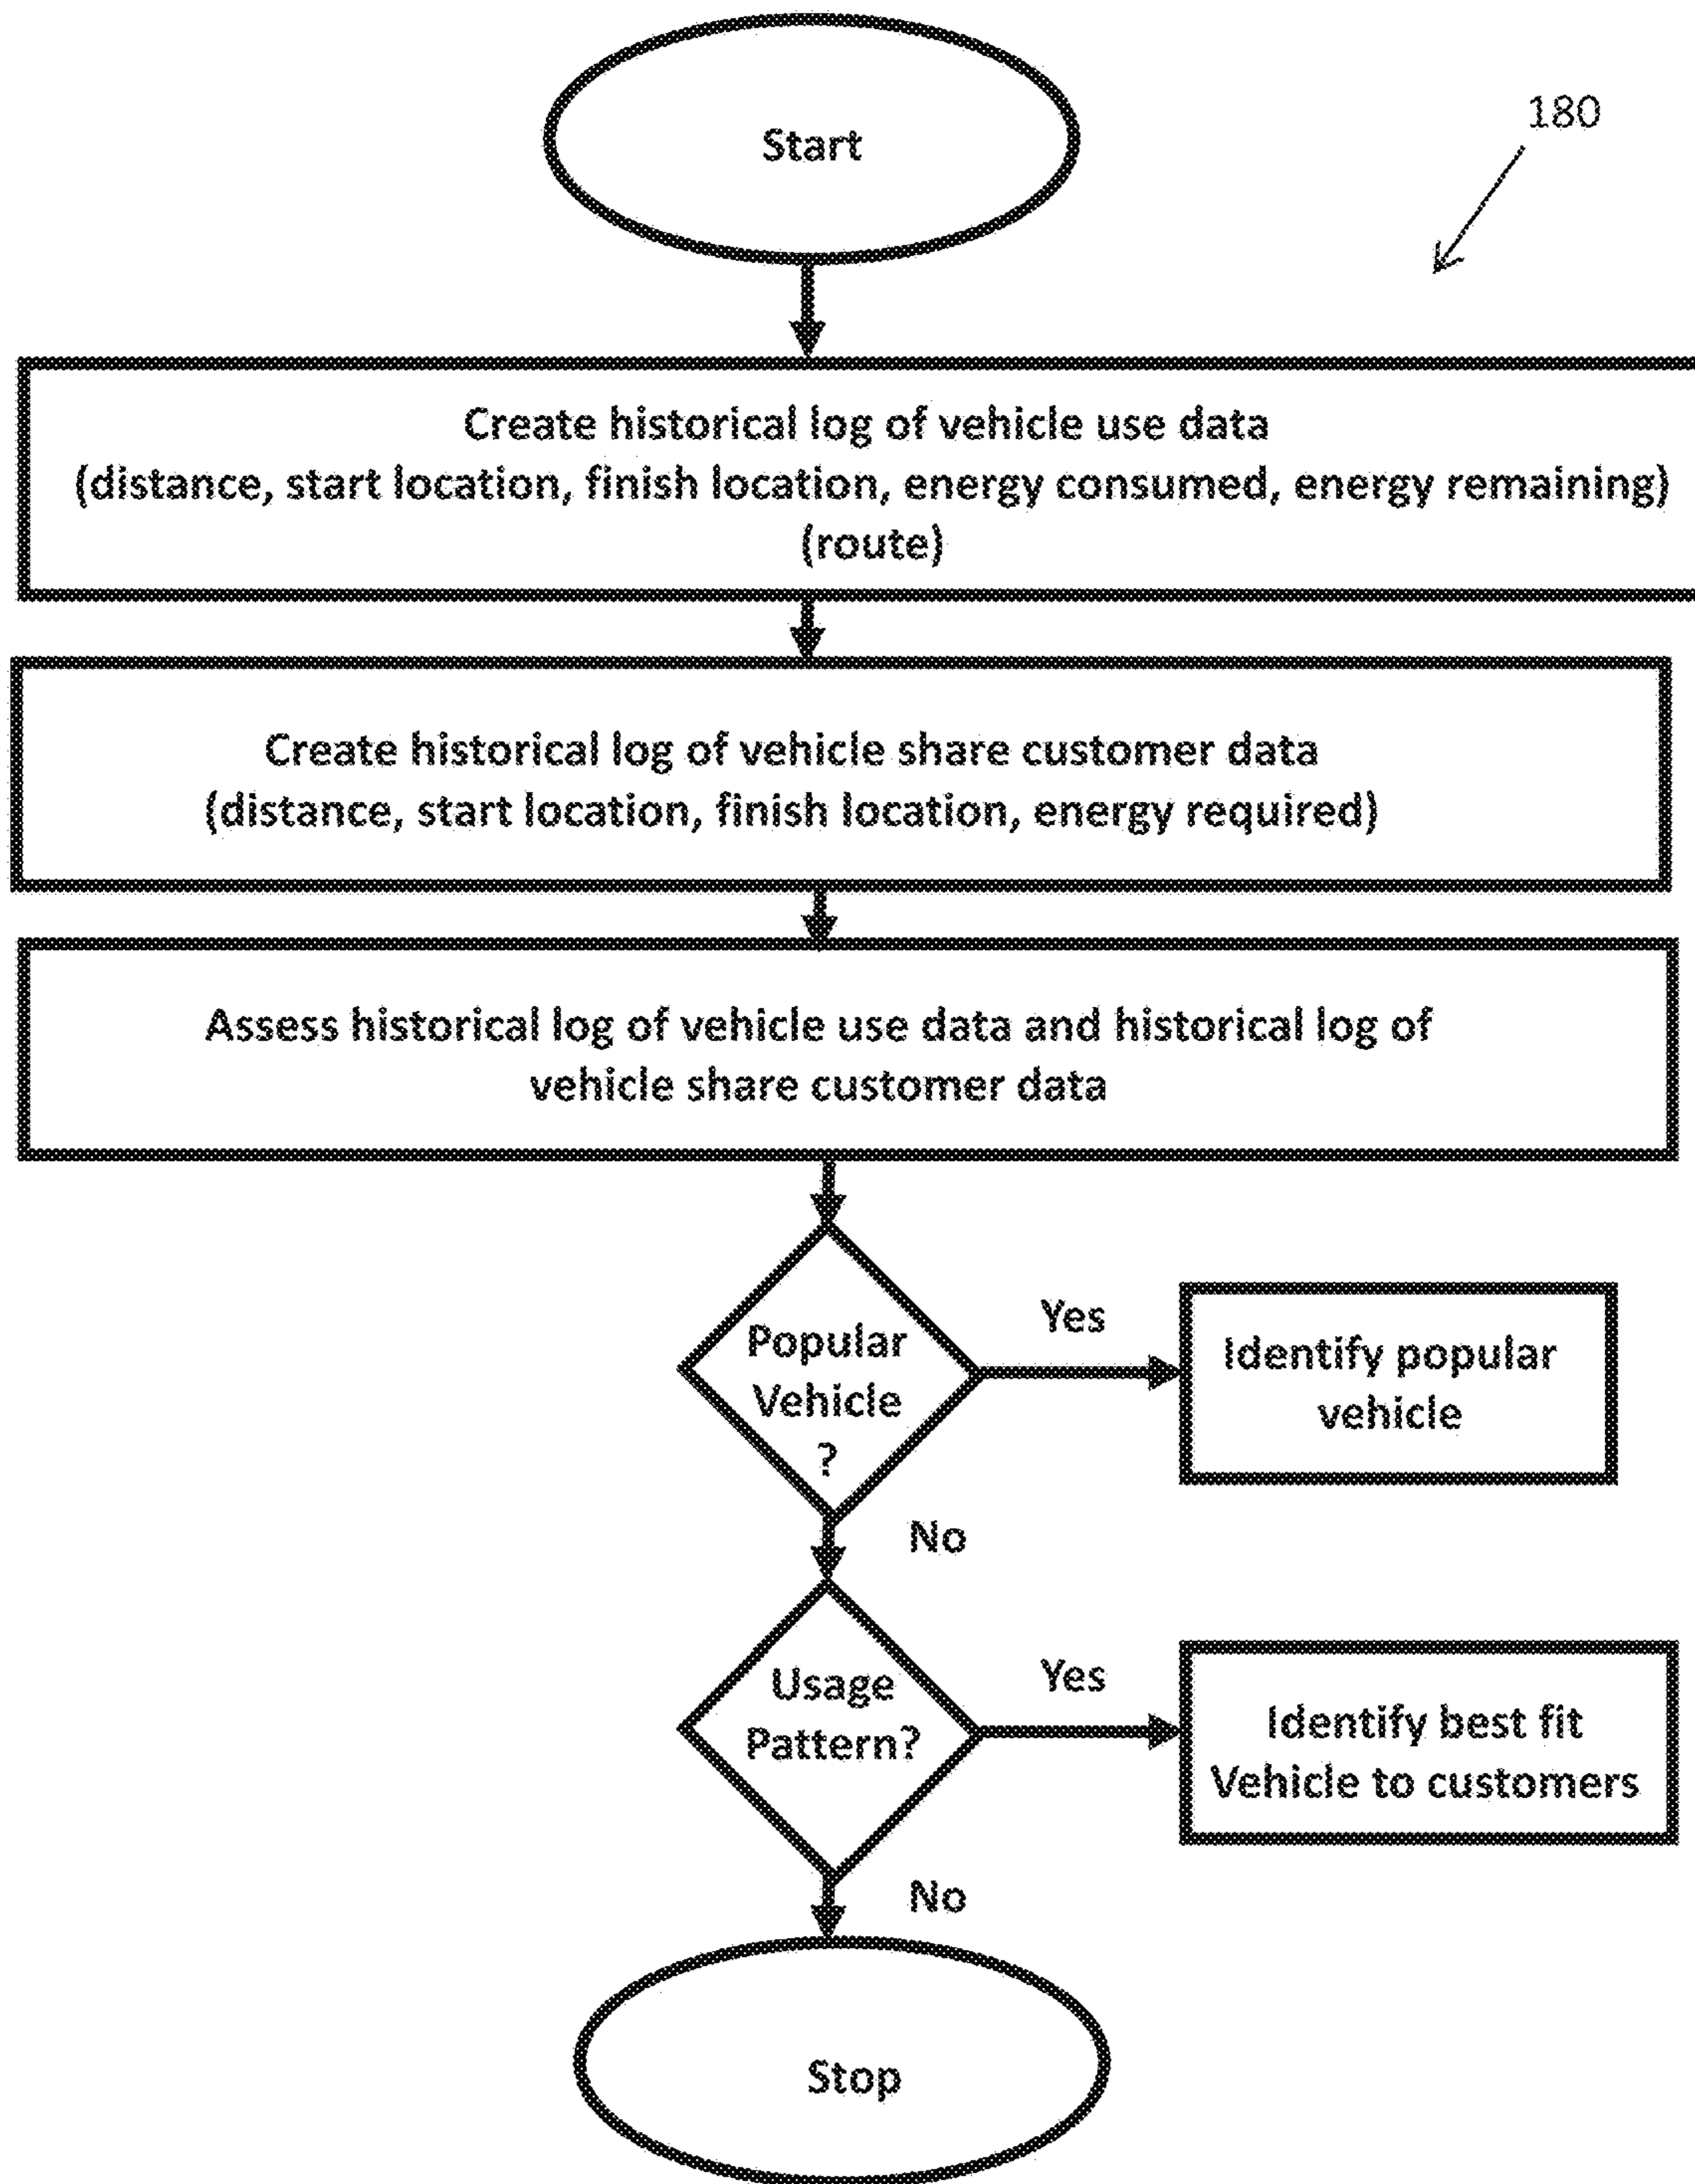 Start
180
Create historical log of vehicle use data
(distance, start location, finish location, energy consumed, energy remaining)
(route)
Create historical log of vehicle share customer data
(distance, start location, finish location, energy required)
Assess historical log of vehicle use data and historical log of
vehicle share customer data
Popular
Vehicle
?
Yes
Identify popular
vehicle
No
Usage
Pattern?
Yes
Identify best fit
Vehicle to customers
No
Stop